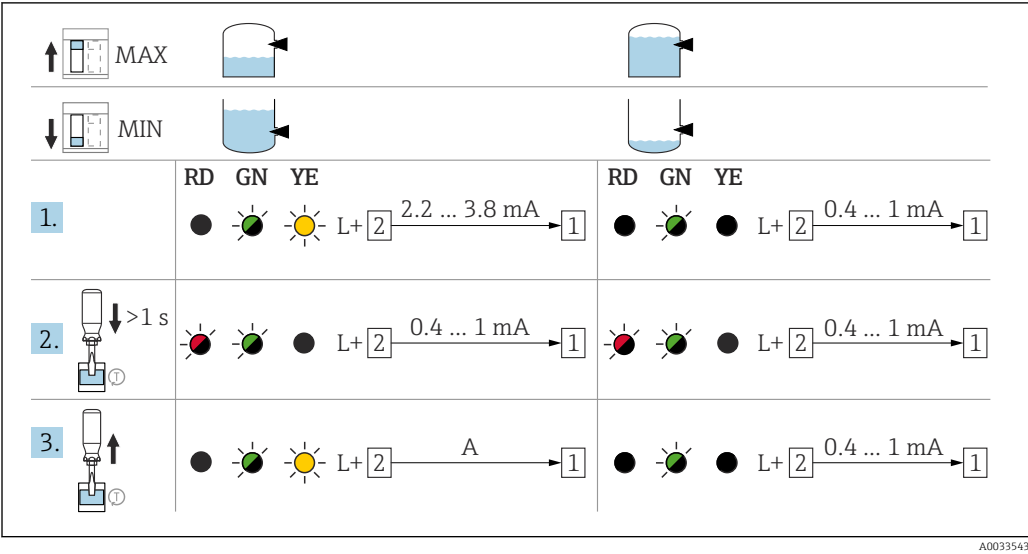 MAX
MIN
RD GN YE RD GN YE
1. L+ 2 2.2 ... 3.8 mA 1 L+ 2 0.4 ... 1 mA 1
2. >1 s T L+ 2 0.4 ... 1 mA 1 L+ 2 0.4 ... 1 mA 1
3. T L+ 2 A 1 L+ 2 0.4 ... 1 mA 1
A0033543